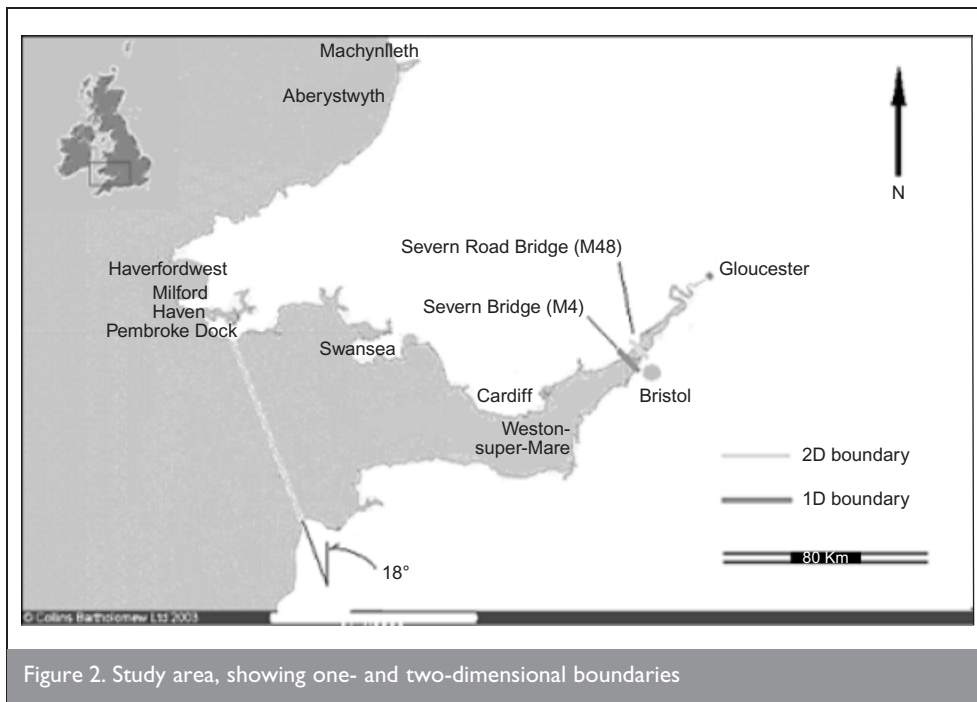 Machynlleth
Aberystwyth
N
Severn Road Bridge (M48)
Gloucester
Haverfordwest
Milford
Haven
Severn Bridge (M4)
Pembroke Dock
Swansea
Cardiff
Bristol
Weston-
super-Mare
2D boundary
1D boundary
80 Km
18°
© Collins Bartholomew Ltd 2003
Figure 2. Study area, showing one- and two-dimensional boundaries